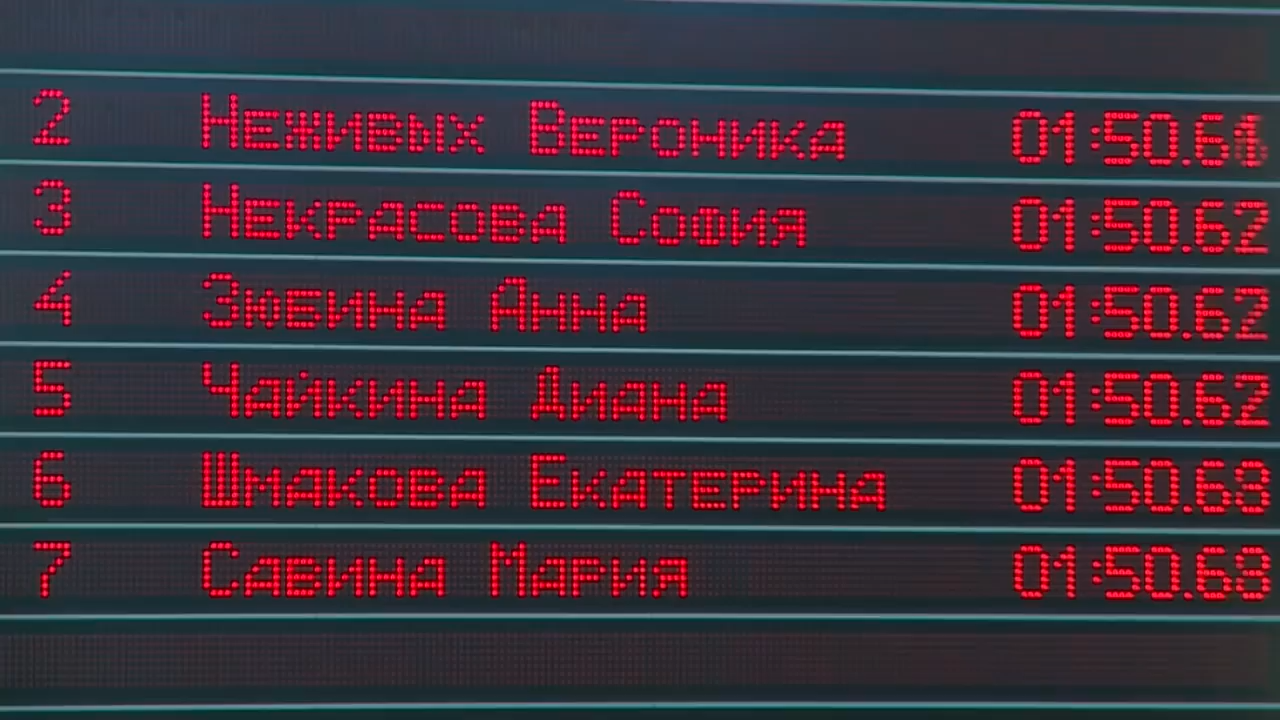 2 Неживых Вероника
3 Некрасова София 01:50.62
4 Зюбина Анна 01:50.62
5 Чайкина Диана 01:50.62
6 Шмакова Екатерина 01:50.68
7 Савина Мария 01:50.68